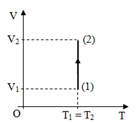 V
V₂
(2)
V₁
(1)
O
T₁ = T₂
T